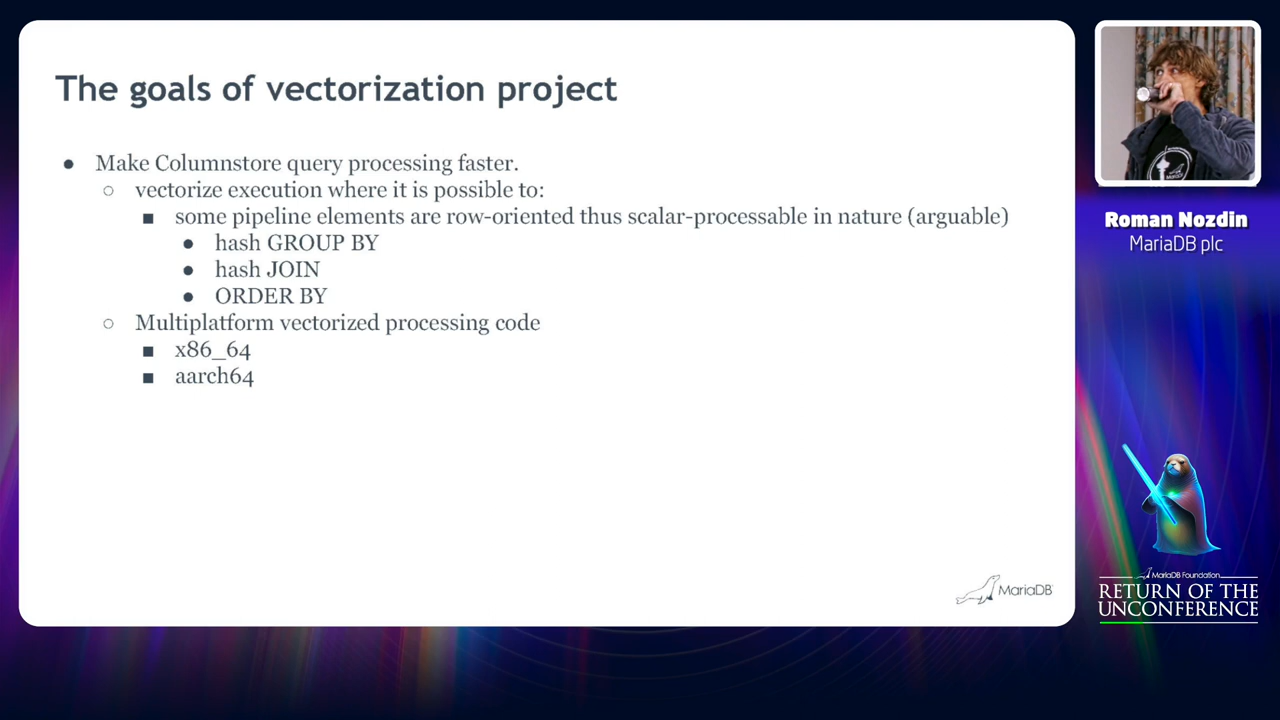 The goals of vectorization project
● Make Columnstore query processing faster.
○ vectorize execution where it is possible to:
■ some pipeline elements are row-oriented thus scalar-processable in nature (arguable)
● hash GROUP BY
● hash JOIN
● ORDER BY
○ Multiplatform vectorized processing code
■ x86_64
■ aarch64
MariaDB
Roman Nozdin
MariaDB plc
MariaDB Foundation
RETURN OF THE
UNCONFERENCE